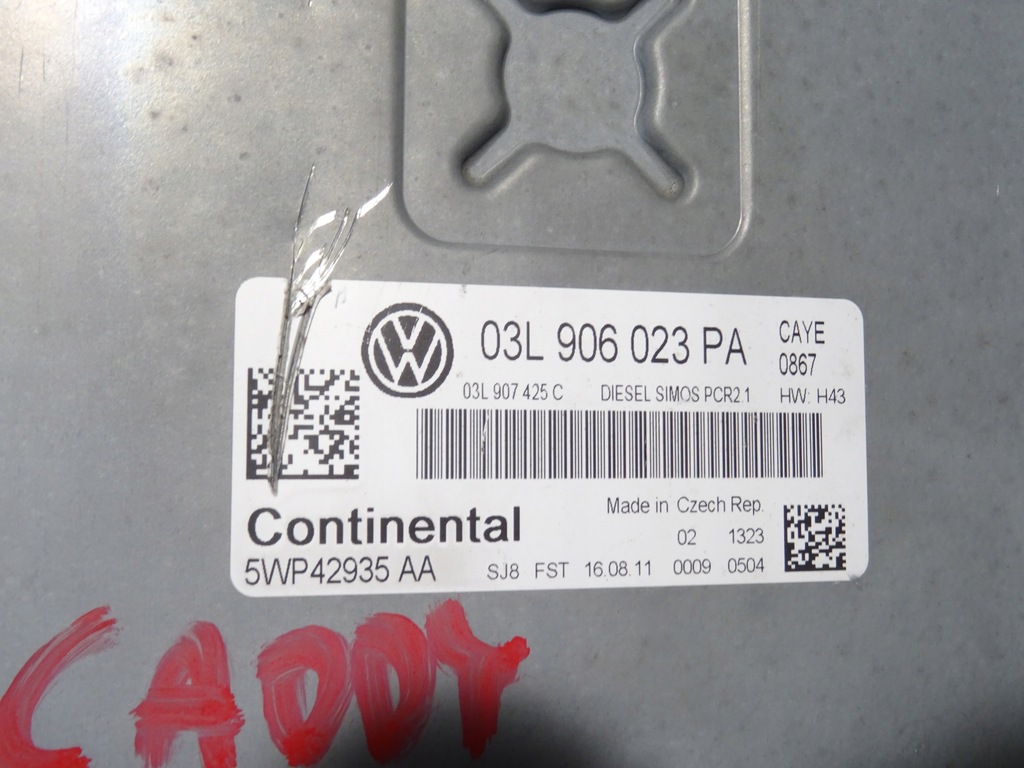 03L 906 023 PA CAYE
0867
03L 907 425 C DIESEL SIMOS PCR2.1 HW: H43
Made in Czech Rep.
Continental
02 1323
5WP42935 AA SJ8 FST 16.08.11 0009 0504
CADDY